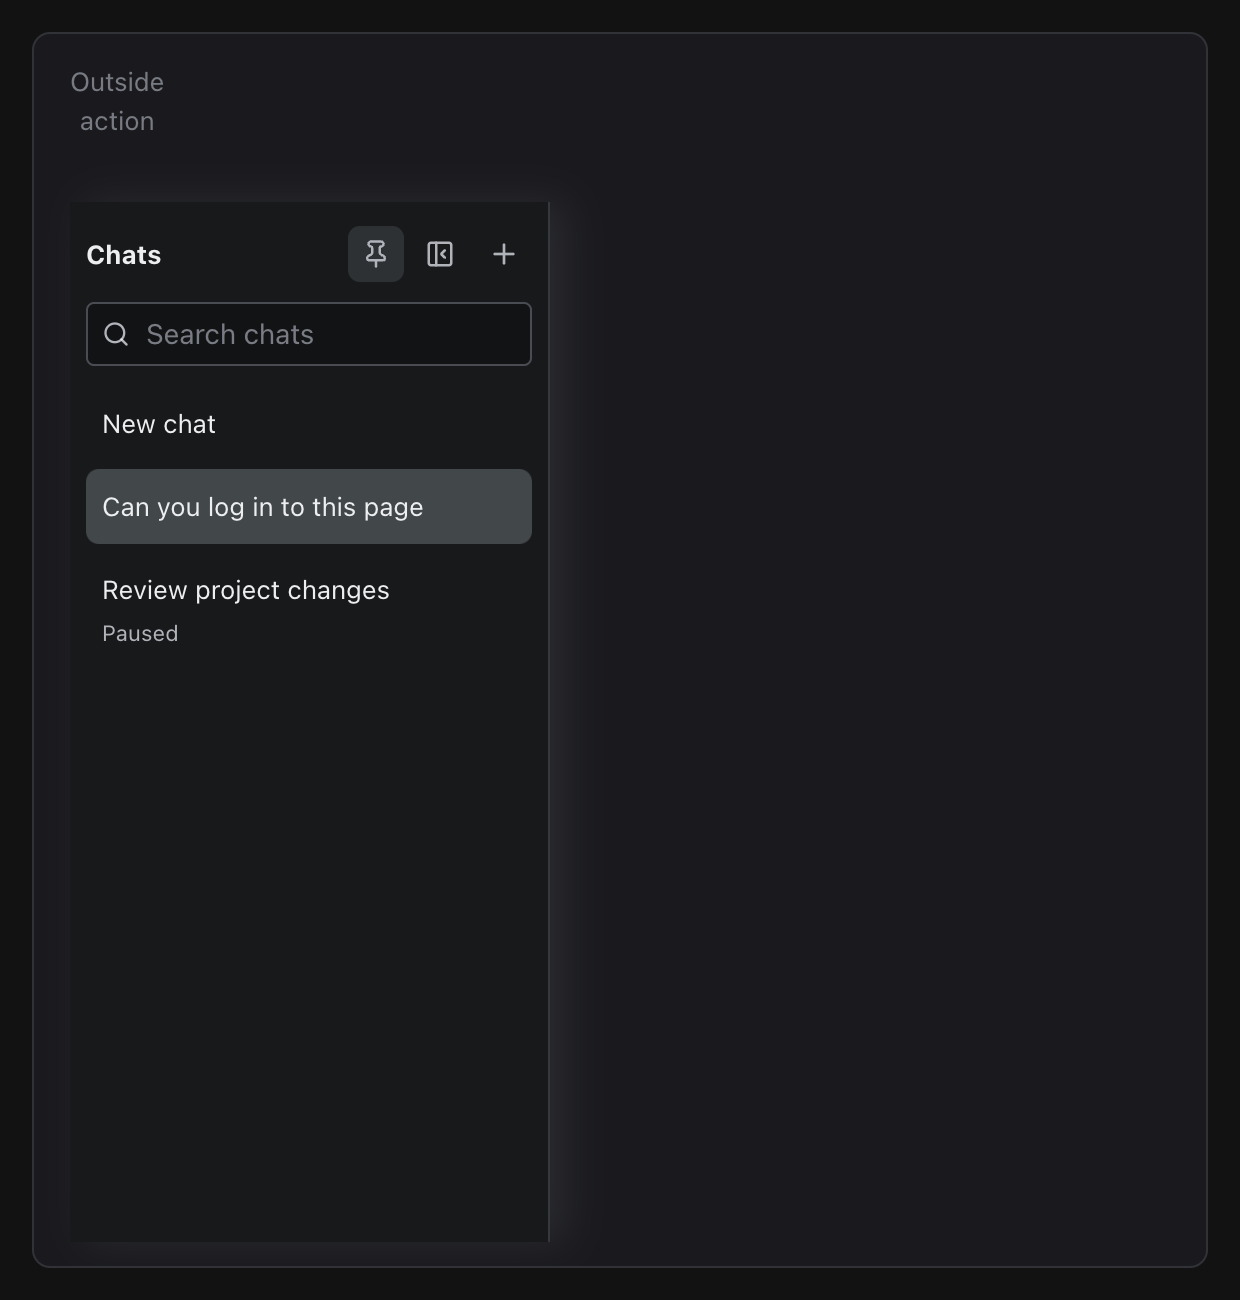 Outside
action
Chats
Search chats
New chat
Can you log in to this page
Review project changes
Paused